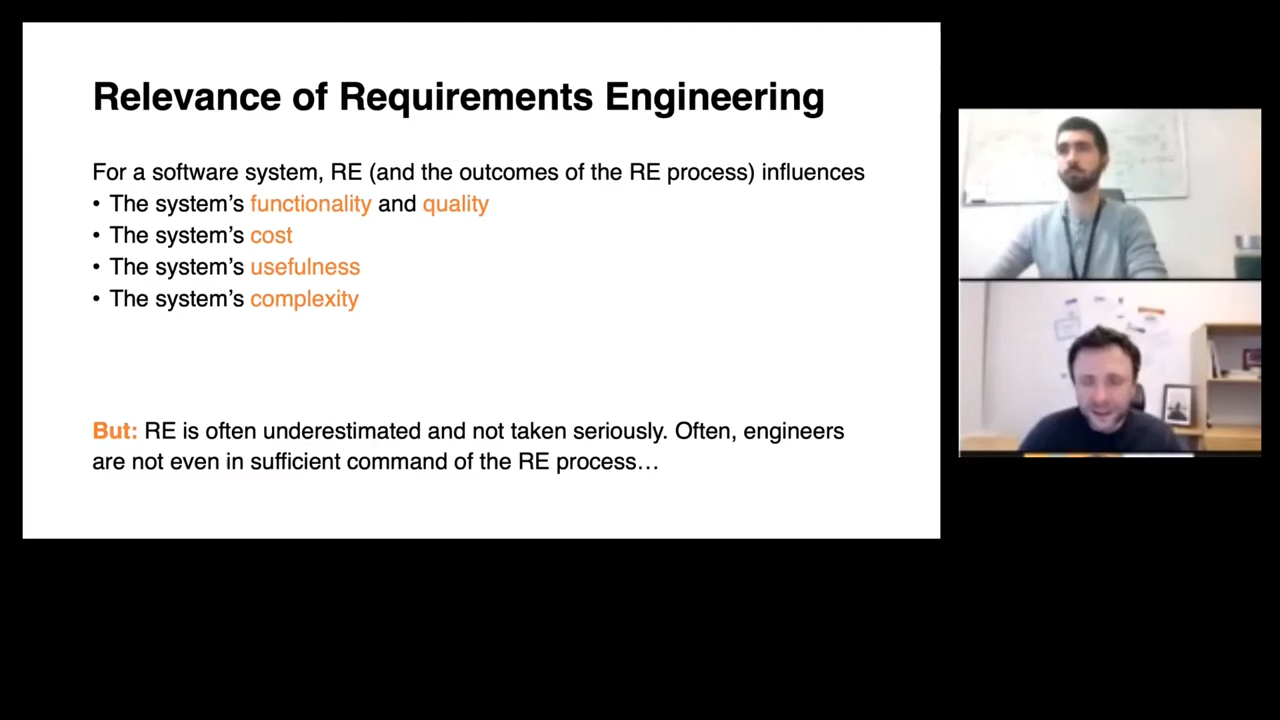 Relevance of Requirements Engineering
For a software system, RE (and the outcomes of the RE process) influences
• The system’s functionality and quality
• The system’s cost
• The system’s usefulness
• The system’s complexity
But: RE is often underestimated and not taken seriously. Often, engineers
are not even in sufficient command of the RE process…